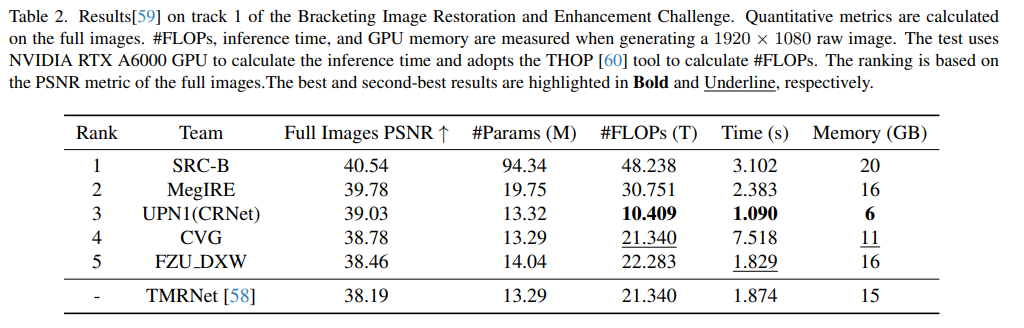 Table 2. Results[59] on track 1 of the Bracketing Image Restoration and Enhancement Challenge. Quantitative metrics are calculated
on the full images. #FLOPs, inference time, and GPU memory are measured when generating a 1920 × 1080 raw image. The test uses
NVIDIA RTX A6000 GPU to calculate the inference time and adopts the THOP [60] tool to calculate #FLOPs. The ranking is based on
the PSNR metric of the full images.The best and second-best results are highlighted in Bold and Underline, respectively.
Rank Team Full Images PSNR ↑ #Params (M) #FLOPs (T) Time (s) Memory (GB)
1 SRC-B 40.54 94.34 48.238 3.102 20
2 MegIRE 39.78 19.75 30.751 2.383 16
3 UPN1(CRNet) 39.03 13.32 10.409 1.090 6
4 CVG 38.78 13.29 21.340 7.518 11
5 FZU_DXW 38.46 14.04 22.283 1.829 16
- TMRNet [58] 38.19 13.29 21.340 1.874 15